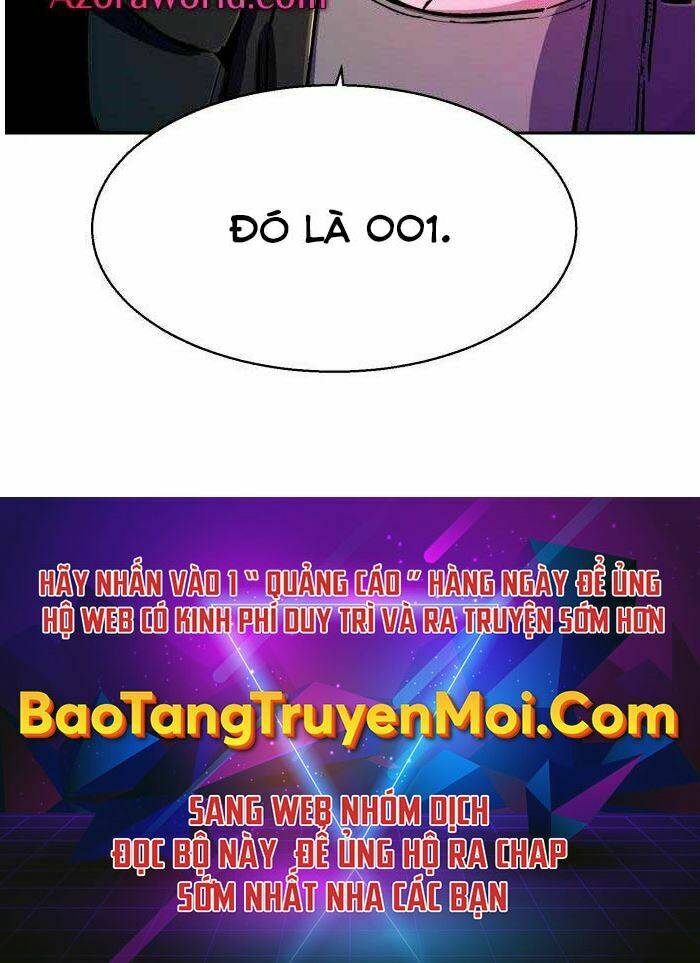 Azoraworld.com
ĐÓ LÀ 001.
HÃY NHẤN VÀO 1 " QUẢNG CÁO " HÀNG NGÀY ĐỂ ỦNG
HỘ WEB CÓ KINH PHÍ DUY TRÌ VÀ RA TRUYỆN SỚM HƠN
BaoTangTruyenMoi.Com
SANG WEB NHÓM DỊCH
ĐỌC BỘ NÀY ĐỂ ỦNG HỘ RA CHAP
SỚM NHẤT NHA CÁC BẠN